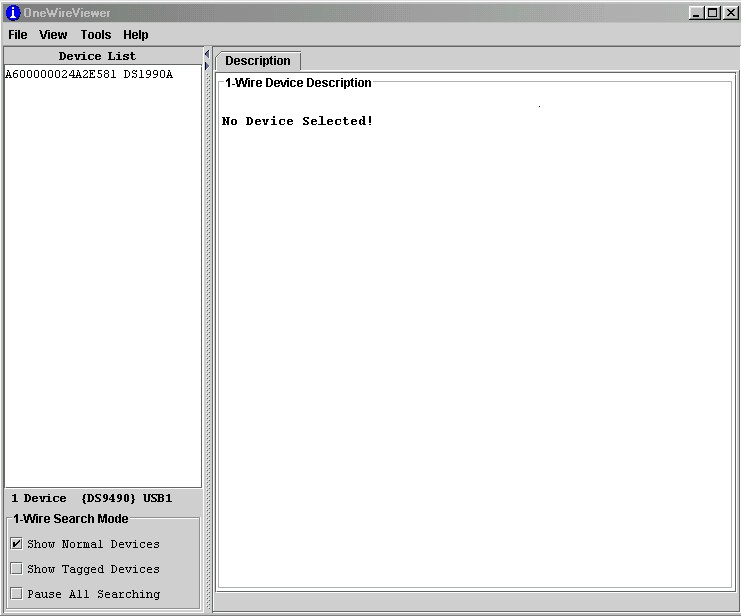 OneWireViewer
File View Tools Help
Device List
A600000024A2E581 DS1990A
1 Device {DS9490} USB1
1-Wire Search Mode
Show Normal Devices
Show Tagged Devices
Pause All Searching
Description
1-Wire Device Description
No Device Selected!